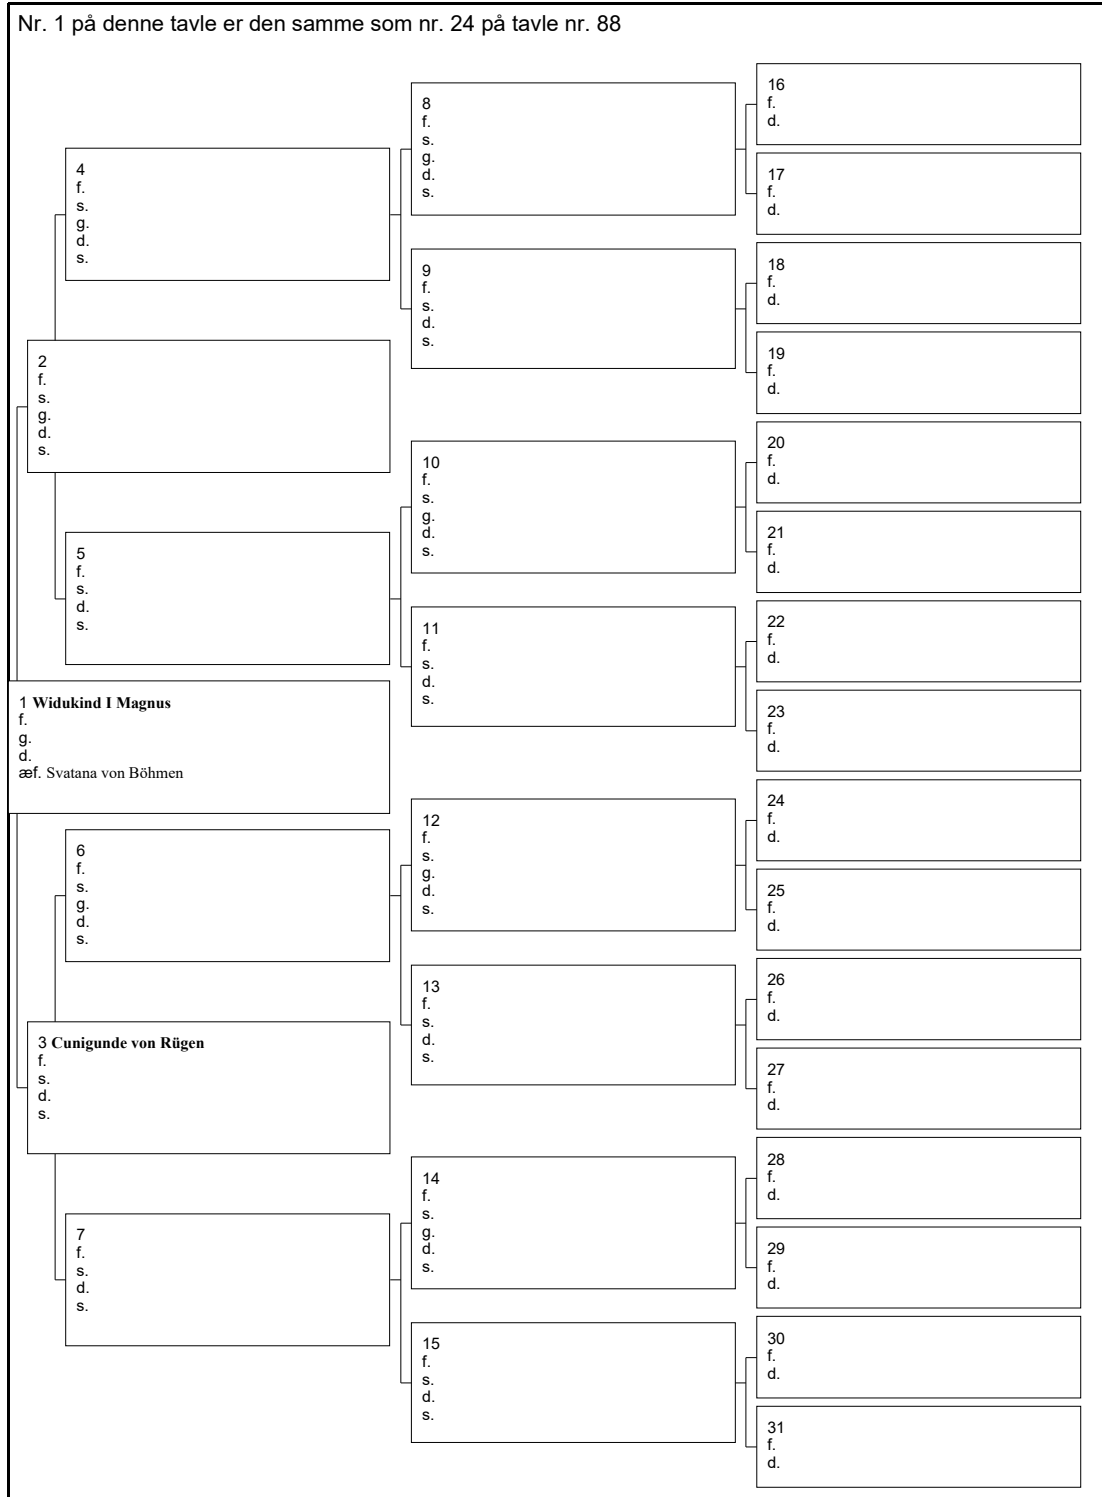 Nr. 1 på denne tavle er den samme som nr. 24 på tavle nr. 88
16
f.
d.
8
f.
s.
g.
d.
s.
17
f.
d.
4
f.
s.
g.
d.
s.
18
f.
d.
9
f.
s.
d.
s.
19
f.
d.
2
f.
s.
g.
d.
s.
20
f.
d.
10
f.
s.
g.
d.
s.
21
f.
d.
5
f.
s.
d.
s.
22
f.
d.
11
f.
s.
d.
s.
23
f.
d.
1 Widukind I Magnus
f.
g.
d.
æf. Svatana von Böhmen
24
f.
d.
12
f.
s.
g.
d.
s.
25
f.
d.
6
f.
s.
g.
d.
s.
26
f.
d.
13
f.
s.
d.
s.
27
f.
d.
3 Cunigunde von Rügen
f.
s.
d.
s.
28
f.
d.
14
f.
s.
g.
d.
s.
29
f.
d.
7
f.
s.
d.
s.
30
f.
d.
15
f.
s.
d.
s.
31
f.
d.